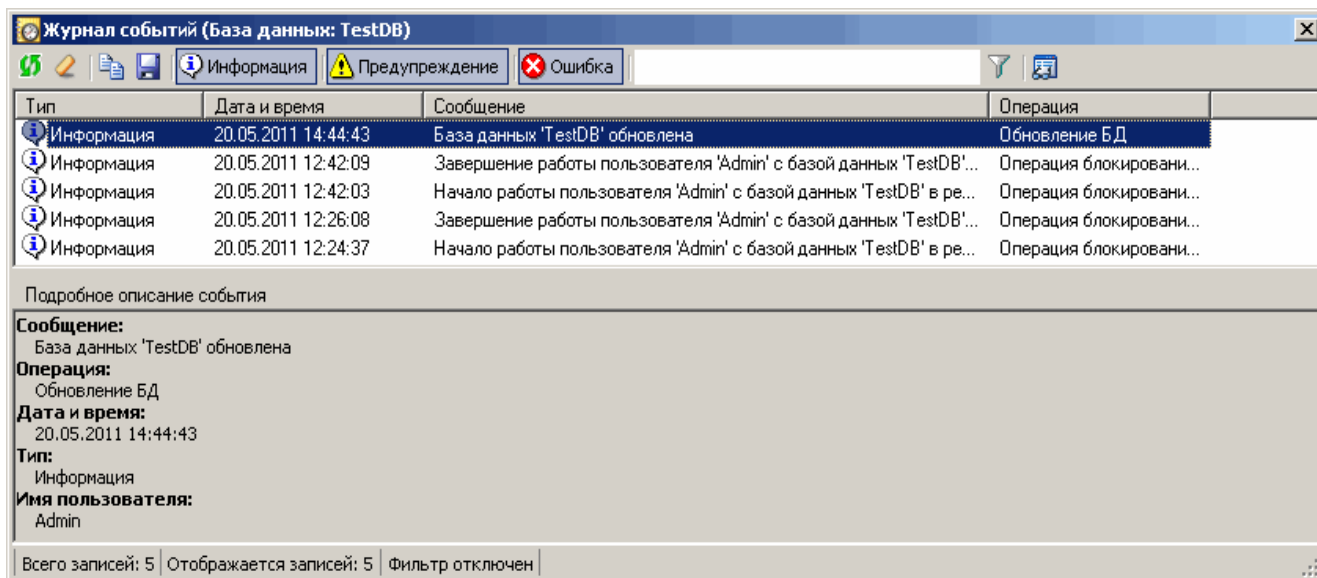 Журнал событий (База данных: TestDB)
Информация Предупреждение Ошибка
Тип Дата и время Сообщение Операция
Информация 20.05.2011 14:44:43 База данных 'TestDB' обновлена Обновление БД
Информация 20.05.2011 12:42:09 Завершение работы пользователя 'Admin' с базой данных 'TestDB'... Операция блокировани...
Информация 20.05.2011 12:42:03 Начало работы пользователя 'Admin' с базой данных 'TestDB' в ре... Операция блокировани...
Информация 20.05.2011 12:26:08 Завершение работы пользователя 'Admin' с базой данных 'TestDB'... Операция блокировани...
Информация 20.05.2011 12:24:37 Начало работы пользователя 'Admin' с базой данных 'TestDB' в ре... Операция блокировани...
Подробное описание события
Сообщение:
База данных 'TestDB' обновлена
Операция:
Обновление БД
Дата и время:
20.05.2011 14:44:43
Тип:
Информация
Имя пользователя:
Admin
Всего записей: 5 Отображается записей: 5 Фильтр отключен